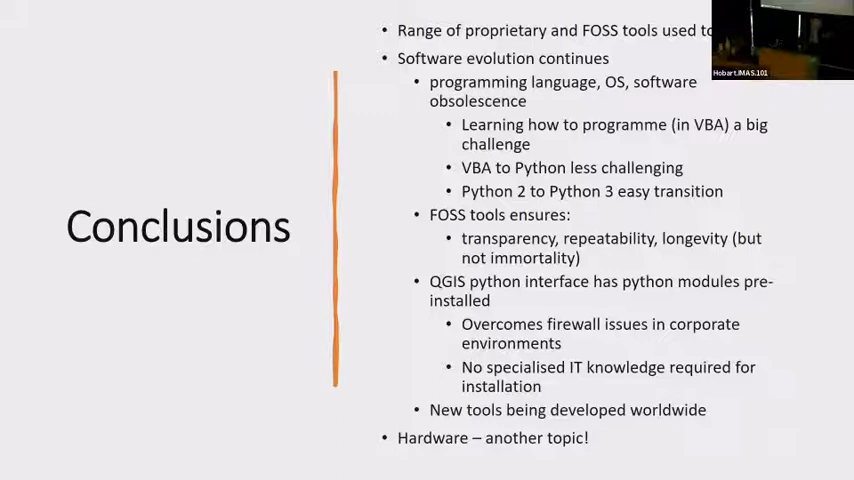 Conclusions
• Range of proprietary and FOSS tools used to
• Software evolution continues
• programming language, OS, software
obsolescence
• Learning how to programme (in VBA) a big
challenge
• VBA to Python less challenging
• Python 2 to Python 3 easy transition
• FOSS tools ensures:
• transparency, repeatability, longevity (but
not immortality)
• QGIS python interface has python modules pre-
installed
• Overcomes firewall issues in corporate
environments
• No specialised IT knowledge required for
installation
• New tools being developed worldwide
• Hardware – another topic!
Hobart.IMAS.101